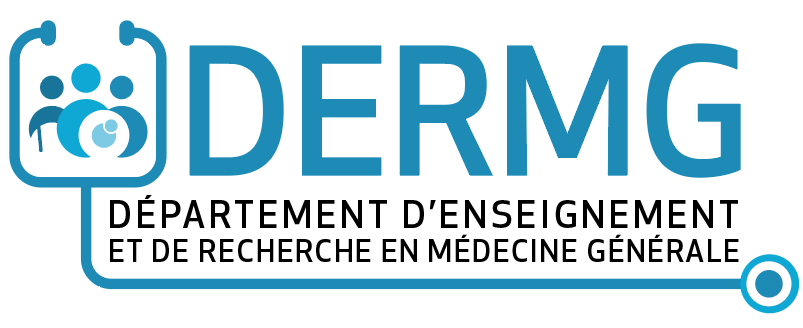 DERMG
DÉPARTEMENT D’ENSEIGNEMENT
ET DE RECHERCHE EN MÉDECINE GÉNÉRALE